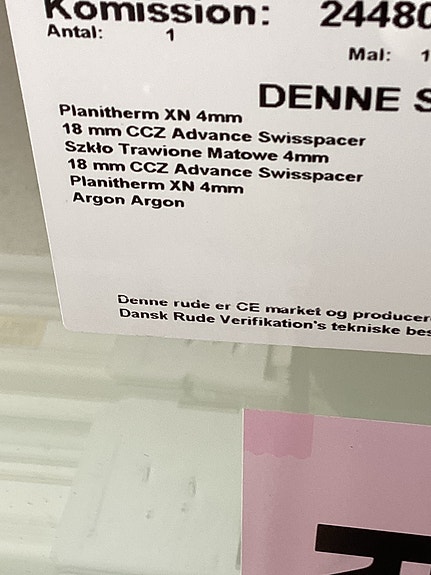 Komission: 24480
Antal: 1
Mal: 1
DENNE S
Planitherm XN 4mm
18 mm CCZ Advance Swisspacer
Szkło Trawione Matowe 4mm
18 mm CCZ Advance Swisspacer
Planitherm XN 4mm
Argon Argon
Denne rude er CE market og producer
Dansk Rude Verifikation's tekniske bes